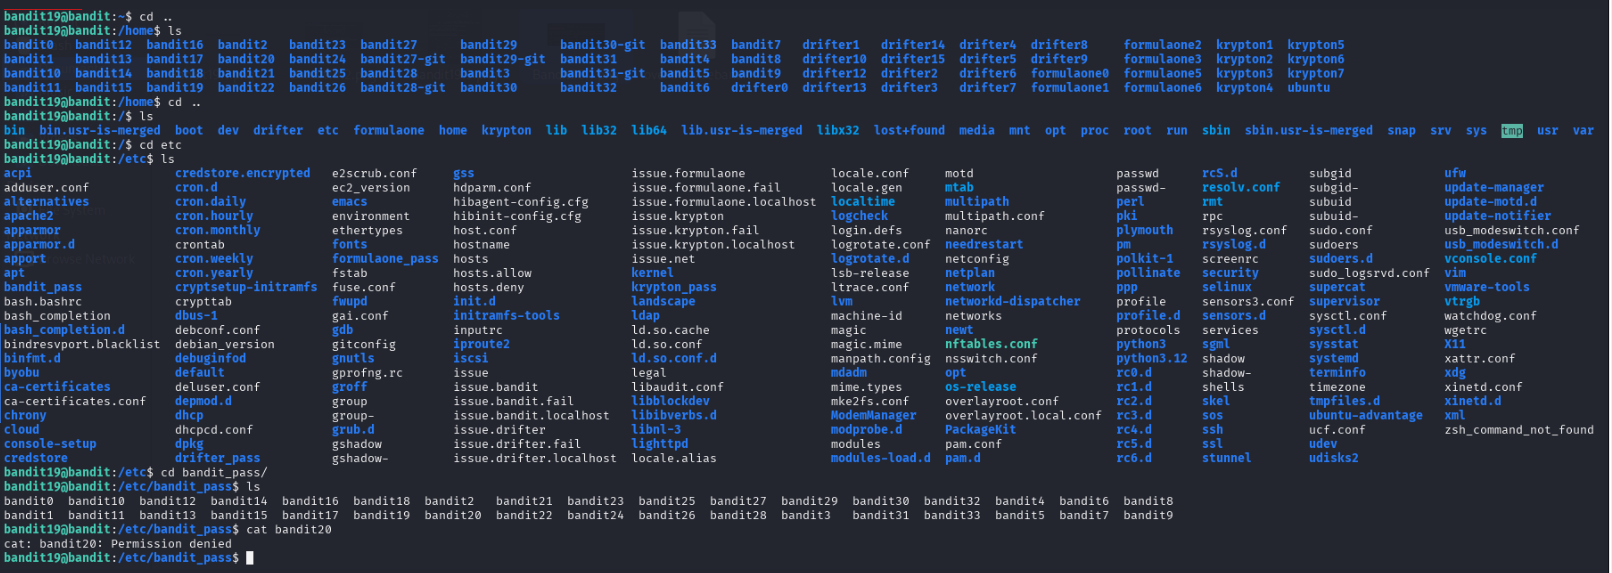 bandit19@bandit:~$ cd ..
bandit19@bandit:/home$ ls
bandit0 bandit12 bandit16 bandit2 bandit23 bandit27 bandit29 bandit30-git bandit33 bandit7 drifter1 drifter14 drifter4 drifter8 formulaone2 krypton1 krypton5
bandit1 bandit13 bandit17 bandit20 bandit24 bandit27-git bandit29-git bandit31 bandit4 bandit8 drifter10 drifter15 drifter5 drifter9 formulaone3 krypton2 krypton6
bandit10 bandit14 bandit18 bandit21 bandit25 bandit28 bandit3 bandit31-git bandit5 bandit9 drifter12 drifter2 drifter6 formulaone0 formulaone5 krypton3 krypton7
bandit11 bandit15 bandit19 bandit22 bandit26 bandit28-git bandit30 bandit32 bandit6 drifter0 drifter13 drifter3 drifter7 formulaone1 formulaone6 krypton4 ubuntu
bandit19@bandit:/home$ cd ..
bandit19@bandit:/$ ls
bin bin.usr-is-merged boot dev drifter etc formulaone home krypton lib lib32 lib64 lib.usr-is-merged libx32 lost+found media mnt opt proc root run sbin sbin.usr-is-merged snap srv sys tmp usr var
bandit19@bandit:/$ cd etc
bandit19@bandit:/etc$ ls
acpi credstore.encrypted e2scrub.conf gss issue.formulaone locale.conf motd passwd rcS.d subgid ufw
adduser.conf cron.d ec2_version hdparm.conf issue.formulaone.fail locale.gen mtab passwd- resolv.conf subgid- update-manager
alternatives cron.daily emacs hibagent-config.cfg issue.formulaone.localhost localtime multipath perl rmt subuid update-motd.d
apache2 cron.hourly environment hibinit-config.cfg issue.krypton logcheck multipath.conf pki rpc subuid- update-notifier
apparmor cron.monthly ethertypes host.conf issue.krypton.fail login.defs nanorc plymouth rsyslog.conf sudo.conf usb_modeswitch.conf
apparmor.d crontab fonts hostname issue.krypton.localhost logrotate.conf needrestart pm rsyslog.d sudoers usb_modeswitch.d
apport cron.weekly formulaone_pass hosts issue.net logrotate.d netconfig polkit-1 screenrc sudoers.d vconsole.conf
apt cron.yearly fstab hosts.allow kernel lsb-release netplan pollinate security sudo_logsrvd.conf vim
bandit_pass cryptsetup-initramfs fuse.conf hosts.deny krypton_pass ltrace.conf network ppp selinux supercat vmware-tools
bash.bashrc crypttab fwupd init.d landscape lvm networkd-dispatcher profile sensors3.conf supervisor vtrgb
bash_completion dbus-1 gai.conf initramfs-tools ldap machine-id networks profile.d sensors.d sysctl.conf watchdog.conf
bash_completion.d debconf.conf gdb inputrc ld.so.cache magic newt protocols services sysctl.d wgetrc
bindresvport.blacklist debian_version gitconfig iproute2 ld.so.conf magic.mime nftables.conf python3 sgml sysstat X11
binfmt.d debuginfod gnutls iscsi ld.so.conf.d manpath.config nsswitch.conf python3.12 shadow systemd xattr.conf
byobu default gprofng.rc issue legal mdadm opt rc0.d shadow- terminfo xdg
ca-certificates deluser.conf groff issue.bandit libaudit.conf mime.types os-release rc1.d shells timezone xinetd.conf
ca-certificates.conf depmod.d group issue.bandit.fail libblockdev mke2fs.conf overlayroot.conf rc2.d skel tmpfiles.d xinetd.d
chrony dhcp group- issue.bandit.localhost libibverbs.d ModemManager overlayroot.local.conf rc3.d sos ubuntu-advantage xml
cloud dhcpcd.conf grub.d issue.drifter libnl-3 modprobe.d PackageKit rc4.d ssh ucf.conf zsh_command_not_found
console-setup dpkg gshadow issue.drifter.fail lighttpd modules pam.conf rc5.d ssl udev
credstore drifter_pass gshadow- issue.drifter.localhost locale.alias modules-load.d pam.d rc6.d stunnel udisks2
bandit19@bandit:/etc$ cd bandit_pass/
bandit19@bandit:/etc/bandit_pass$ ls
bandit0 bandit10 bandit12 bandit14 bandit16 bandit18 bandit2 bandit21 bandit23 bandit25 bandit27 bandit29 bandit30 bandit32 bandit4 bandit6 bandit8
bandit1 bandit11 bandit13 bandit15 bandit17 bandit19 bandit20 bandit22 bandit24 bandit26 bandit28 bandit3 bandit31 bandit33 bandit5 bandit7 bandit9
bandit19@bandit:/etc/bandit_pass$ cat bandit20
cat: bandit20: Permission denied
bandit19@bandit:/etc/bandit_pass$